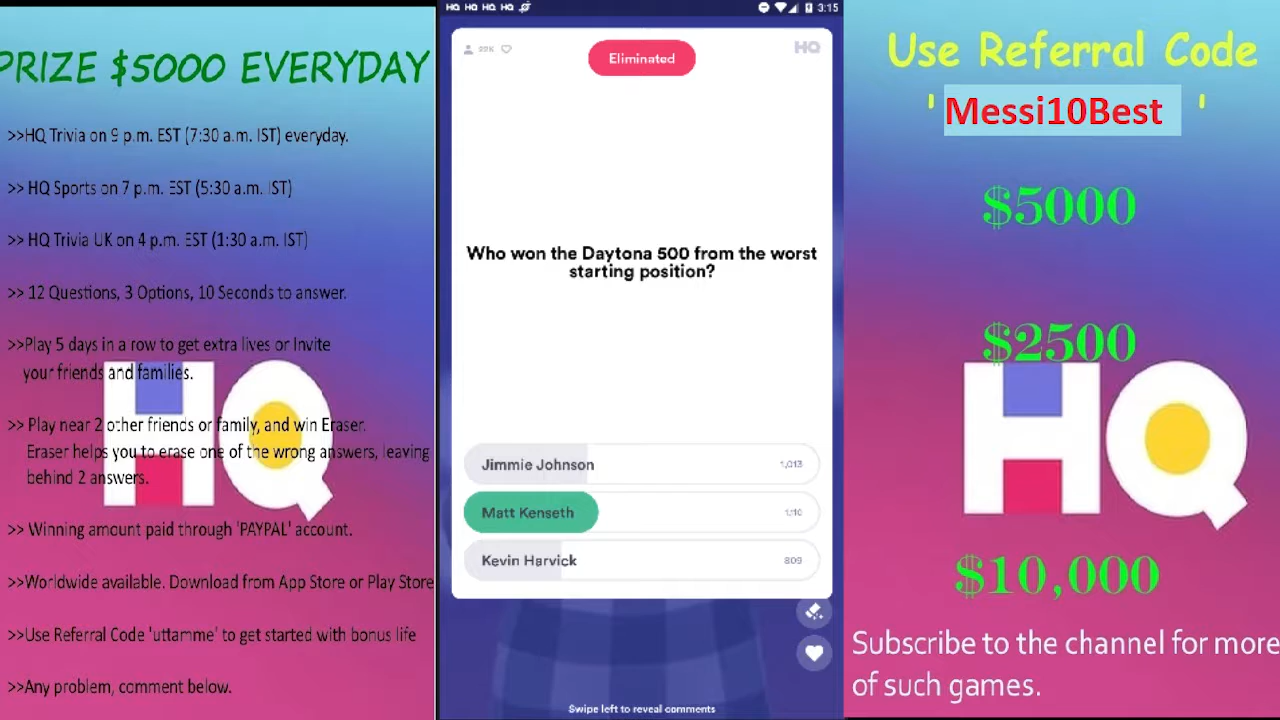 PRIZE $5000 EVERYDAY
>>HQ Trivia on 9 p.m. EST (7:30 a.m. IST) everyday.
>> HQ Sports on 7 p.m. EST (5:30 a.m. IST)
>> HQ Trivia UK on 4 p.m. EST (1:30 a.m. IST)
>> 12 Questions, 3 Options, 10 Seconds to answer.
>>Play 5 days in a row to get extra lives or Invite
your friends and families.
>> Play near 2 other friends or family, and win Eraser.
Eraser helps you to erase one of the wrong answers, leaving
behind 2 answers.
>> Winning amount paid through 'PAYPAL' account.
>>Worldwide available. Download from App Store or Play Store
>>Use Referral Code 'uttamme' to get started with bonus life
>>Any problem, comment below.
HQ
HQ HQ HQ HQ
3:15
22K
Eliminated
HQ
Who won the Daytona 500 from the worst
starting position?
Jimmie Johnson 1,013
Matt Kenseth 1,110
Kevin Harvick 809
Swipe left to reveal comments
Use Referral Code
' Messi10Best '
$5000
$2500
HQ
$10,000
Subscribe to the channel for more
of such games.